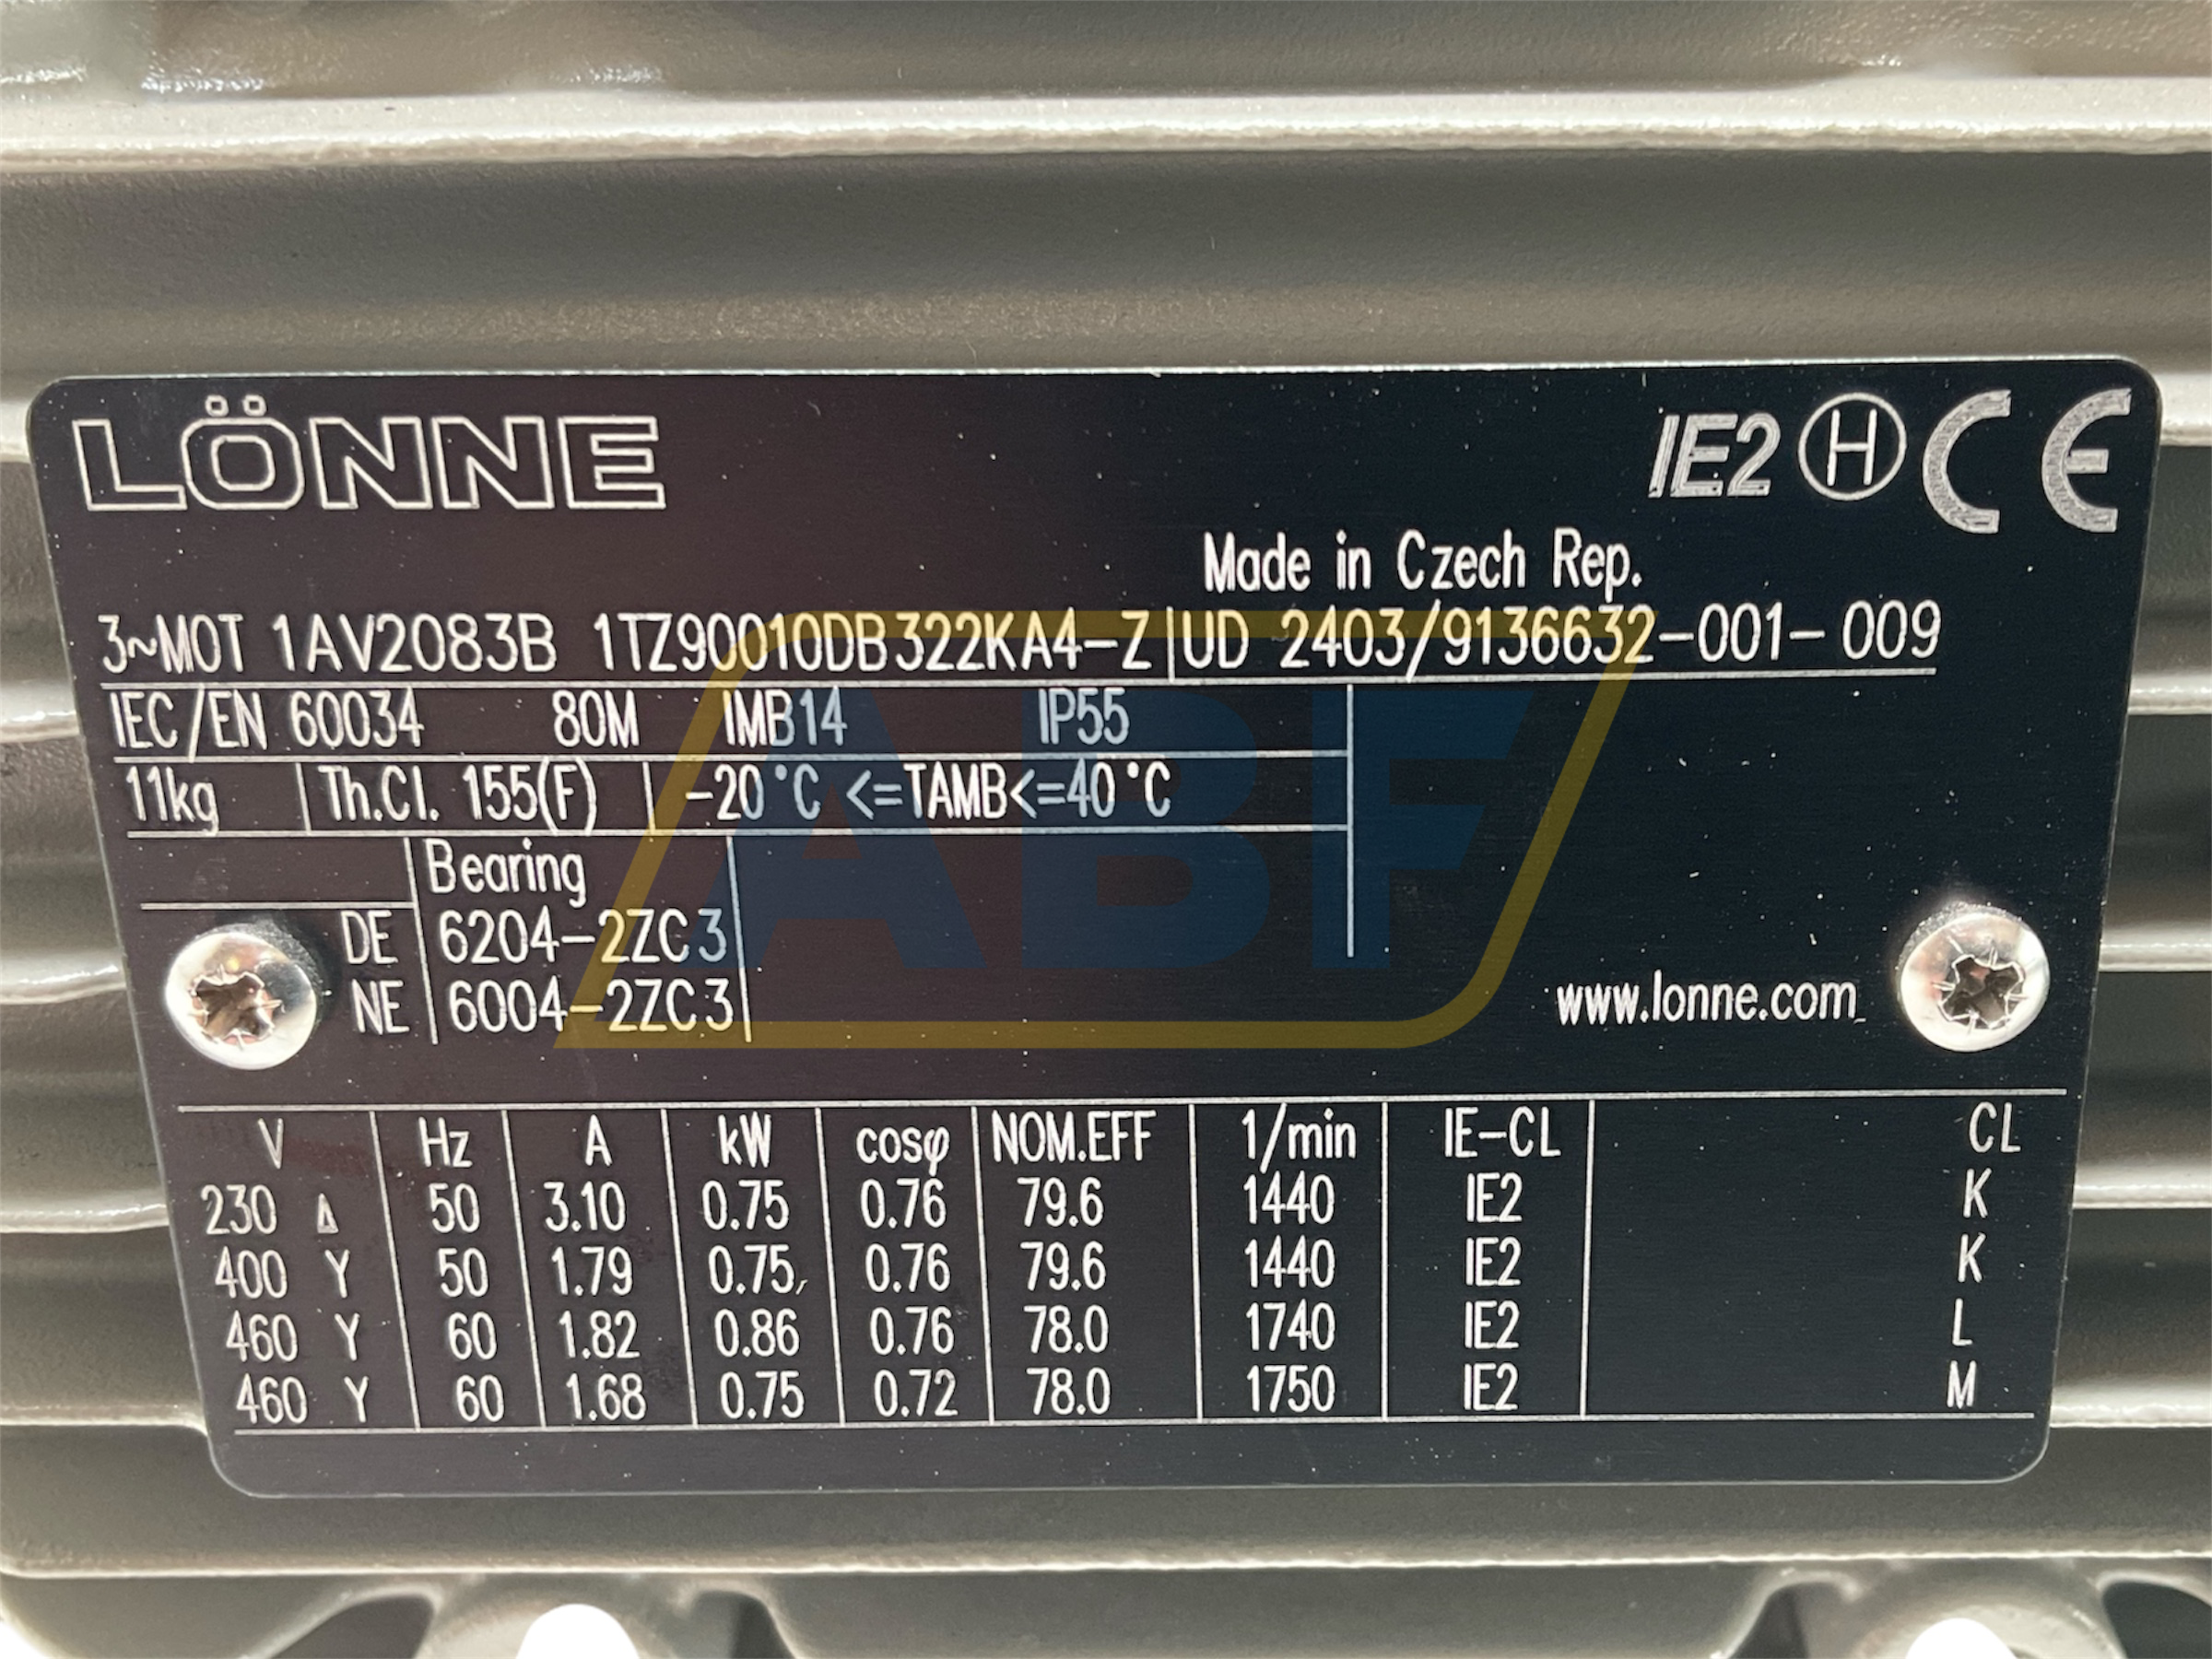 LÖNNE
IE2 H CE
Made in Czech Rep.
3~MOT 1AV2083B 1TZ90010DB322KA4-Z UD 2403/9136632-001-009
IEC/EN 60034 80M IMB14 IP55
11kg Th.Cl. 155(F) -20°C <=TAMB<=40°C
Bearing
DE 6204-2ZC3
NE 6004-2ZC3
ABF
www.lonne.com
V Hz A kW cosφ NOM.EFF 1/min IE-CL CL
230 Δ 50 3.10 0.75 0.76 79.6 1440 IE2 K
400 Y 50 1.79 0.75 0.76 79.6 1440 IE2 K
460 Y 60 1.82 0.86 0.76 78.0 1740 IE2 L
460 Y 60 1.68 0.75 0.72 78.0 1750 IE2 M